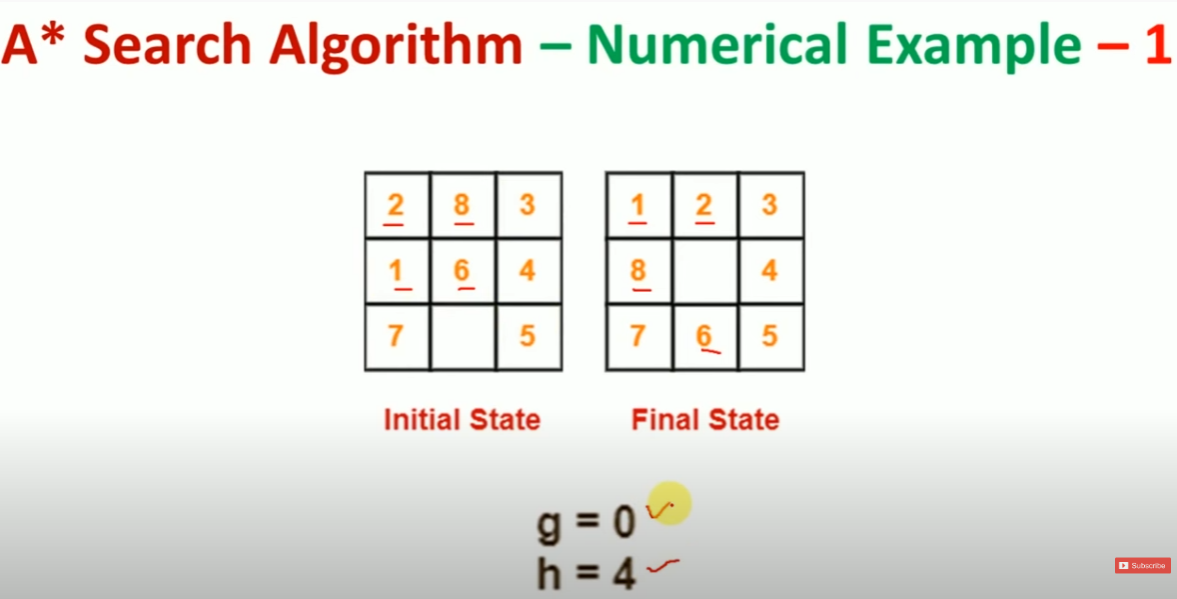 A* Search Algorithm – Numerical Example – 1
2 8 3
1 6 4
7 5
Initial State
1 2 3
8 4
7 6 5
Final State
g = 0
h = 4
Subscribe